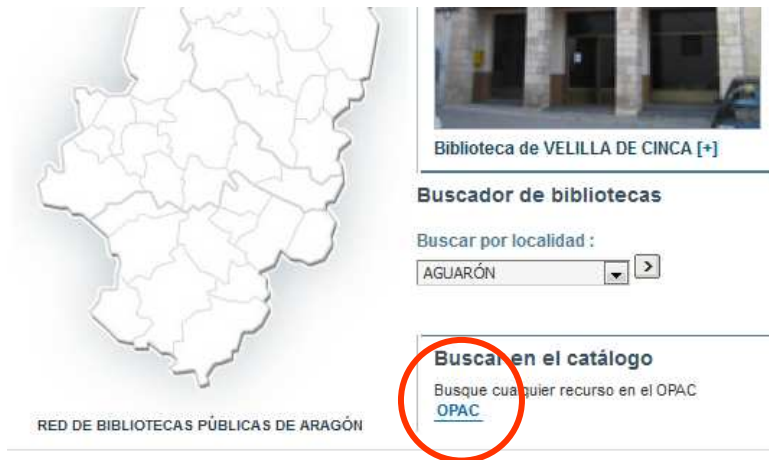 Biblioteca de VELILLA DE CINCA [+]
Buscador de bibliotecas
Buscar por localidad :
AGUARÓN
>
Buscar en el catálogo
Busque cualquier recurso en el OPAC
OPAC
RED DE BIBLIOTECAS PÚBLICAS DE ARAGÓN